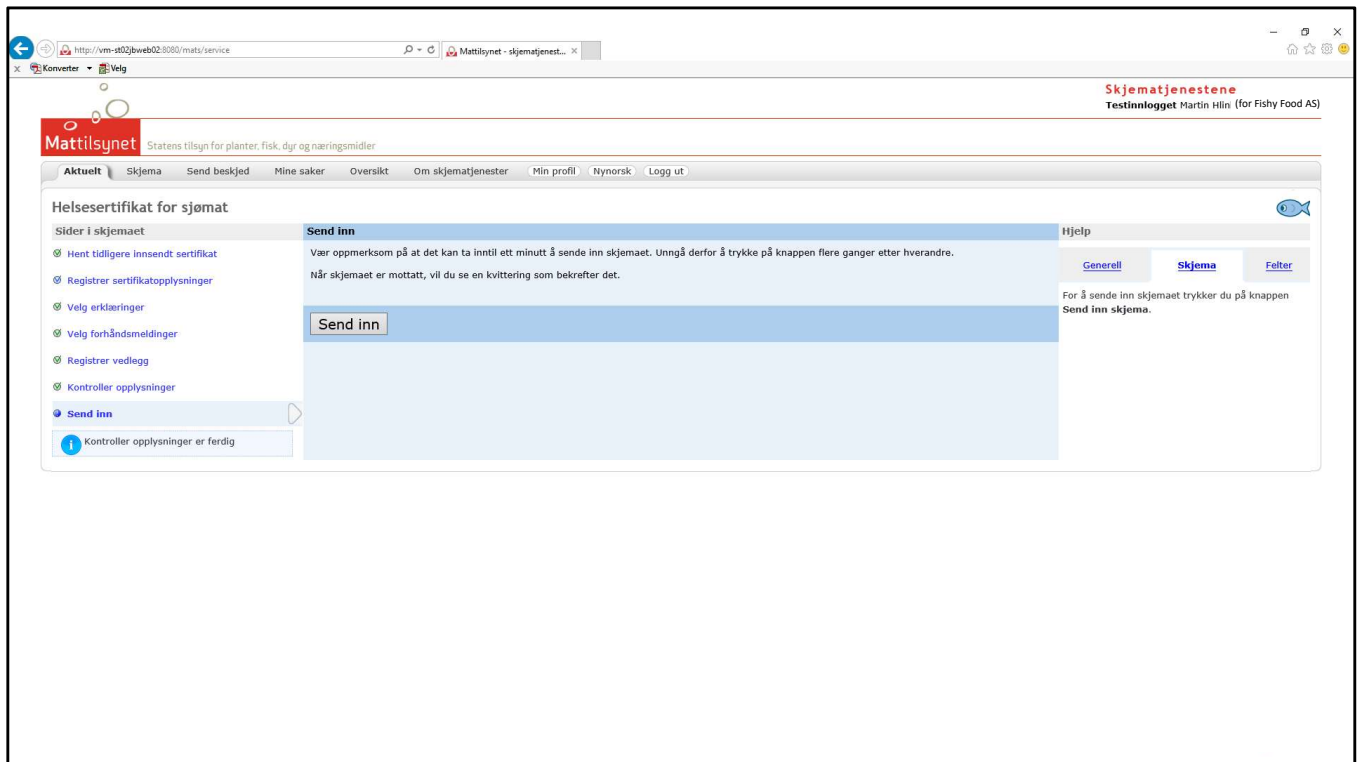 http://vm-st02jbweb02:8080/mats/service
Mattilsynet - skjematjenest...
Konverter
Velg
Skjematjenestene
Testinnlogget Martin Hlin (for Fishy Food AS)
Mattilsynet
Statens tilsyn for planter, fisk, dyr og næringsmidler
Aktuelt Skjema Send beskjed Mine saker Oversikt Om skjematjenester Min profil Nynorsk Logg ut
Helsesertifikat for sjømat
Sider i skjemaet
Hent tidligere innsendt sertifikat
Registrer sertifikatopplysninger
Velg erklæringer
Velg forhåndsmeldinger
Registrer vedlegg
Kontroller opplysninger
Send inn
Kontroller opplysninger er ferdig
Send inn
Vær oppmerksom på at det kan ta inntil ett minutt å sende inn skjemaet. Unngå derfor å trykke på knappen flere ganger etter hverandre.
Når skjemaet er mottatt, vil du se en kvittering som bekrefter det.
Send inn
Hjelp
Generell Skjema Felter
For å sende inn skjemaet trykker du på knappen
Send inn skjema.